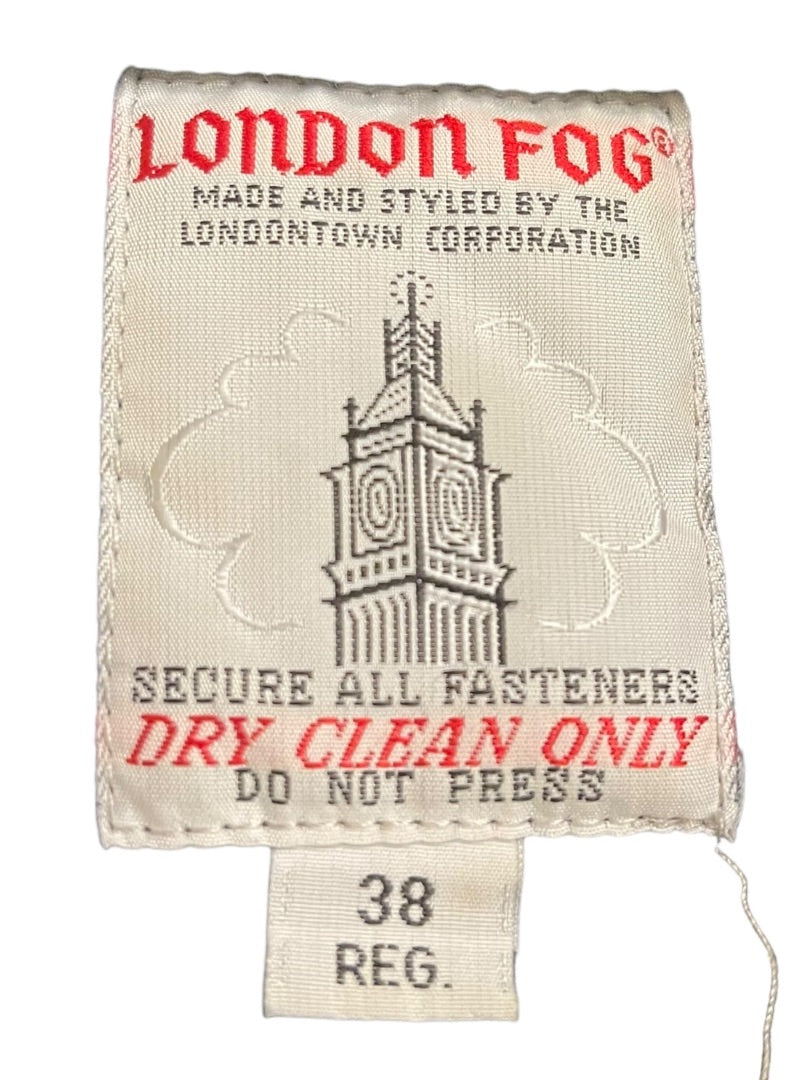 LONDON FOG®
MADE AND STYLED BY THE
LONDONTOWN CORPORATION
SECURE ALL FASTENERS
DRY CLEAN ONLY
DO NOT PRESS
38
REG.